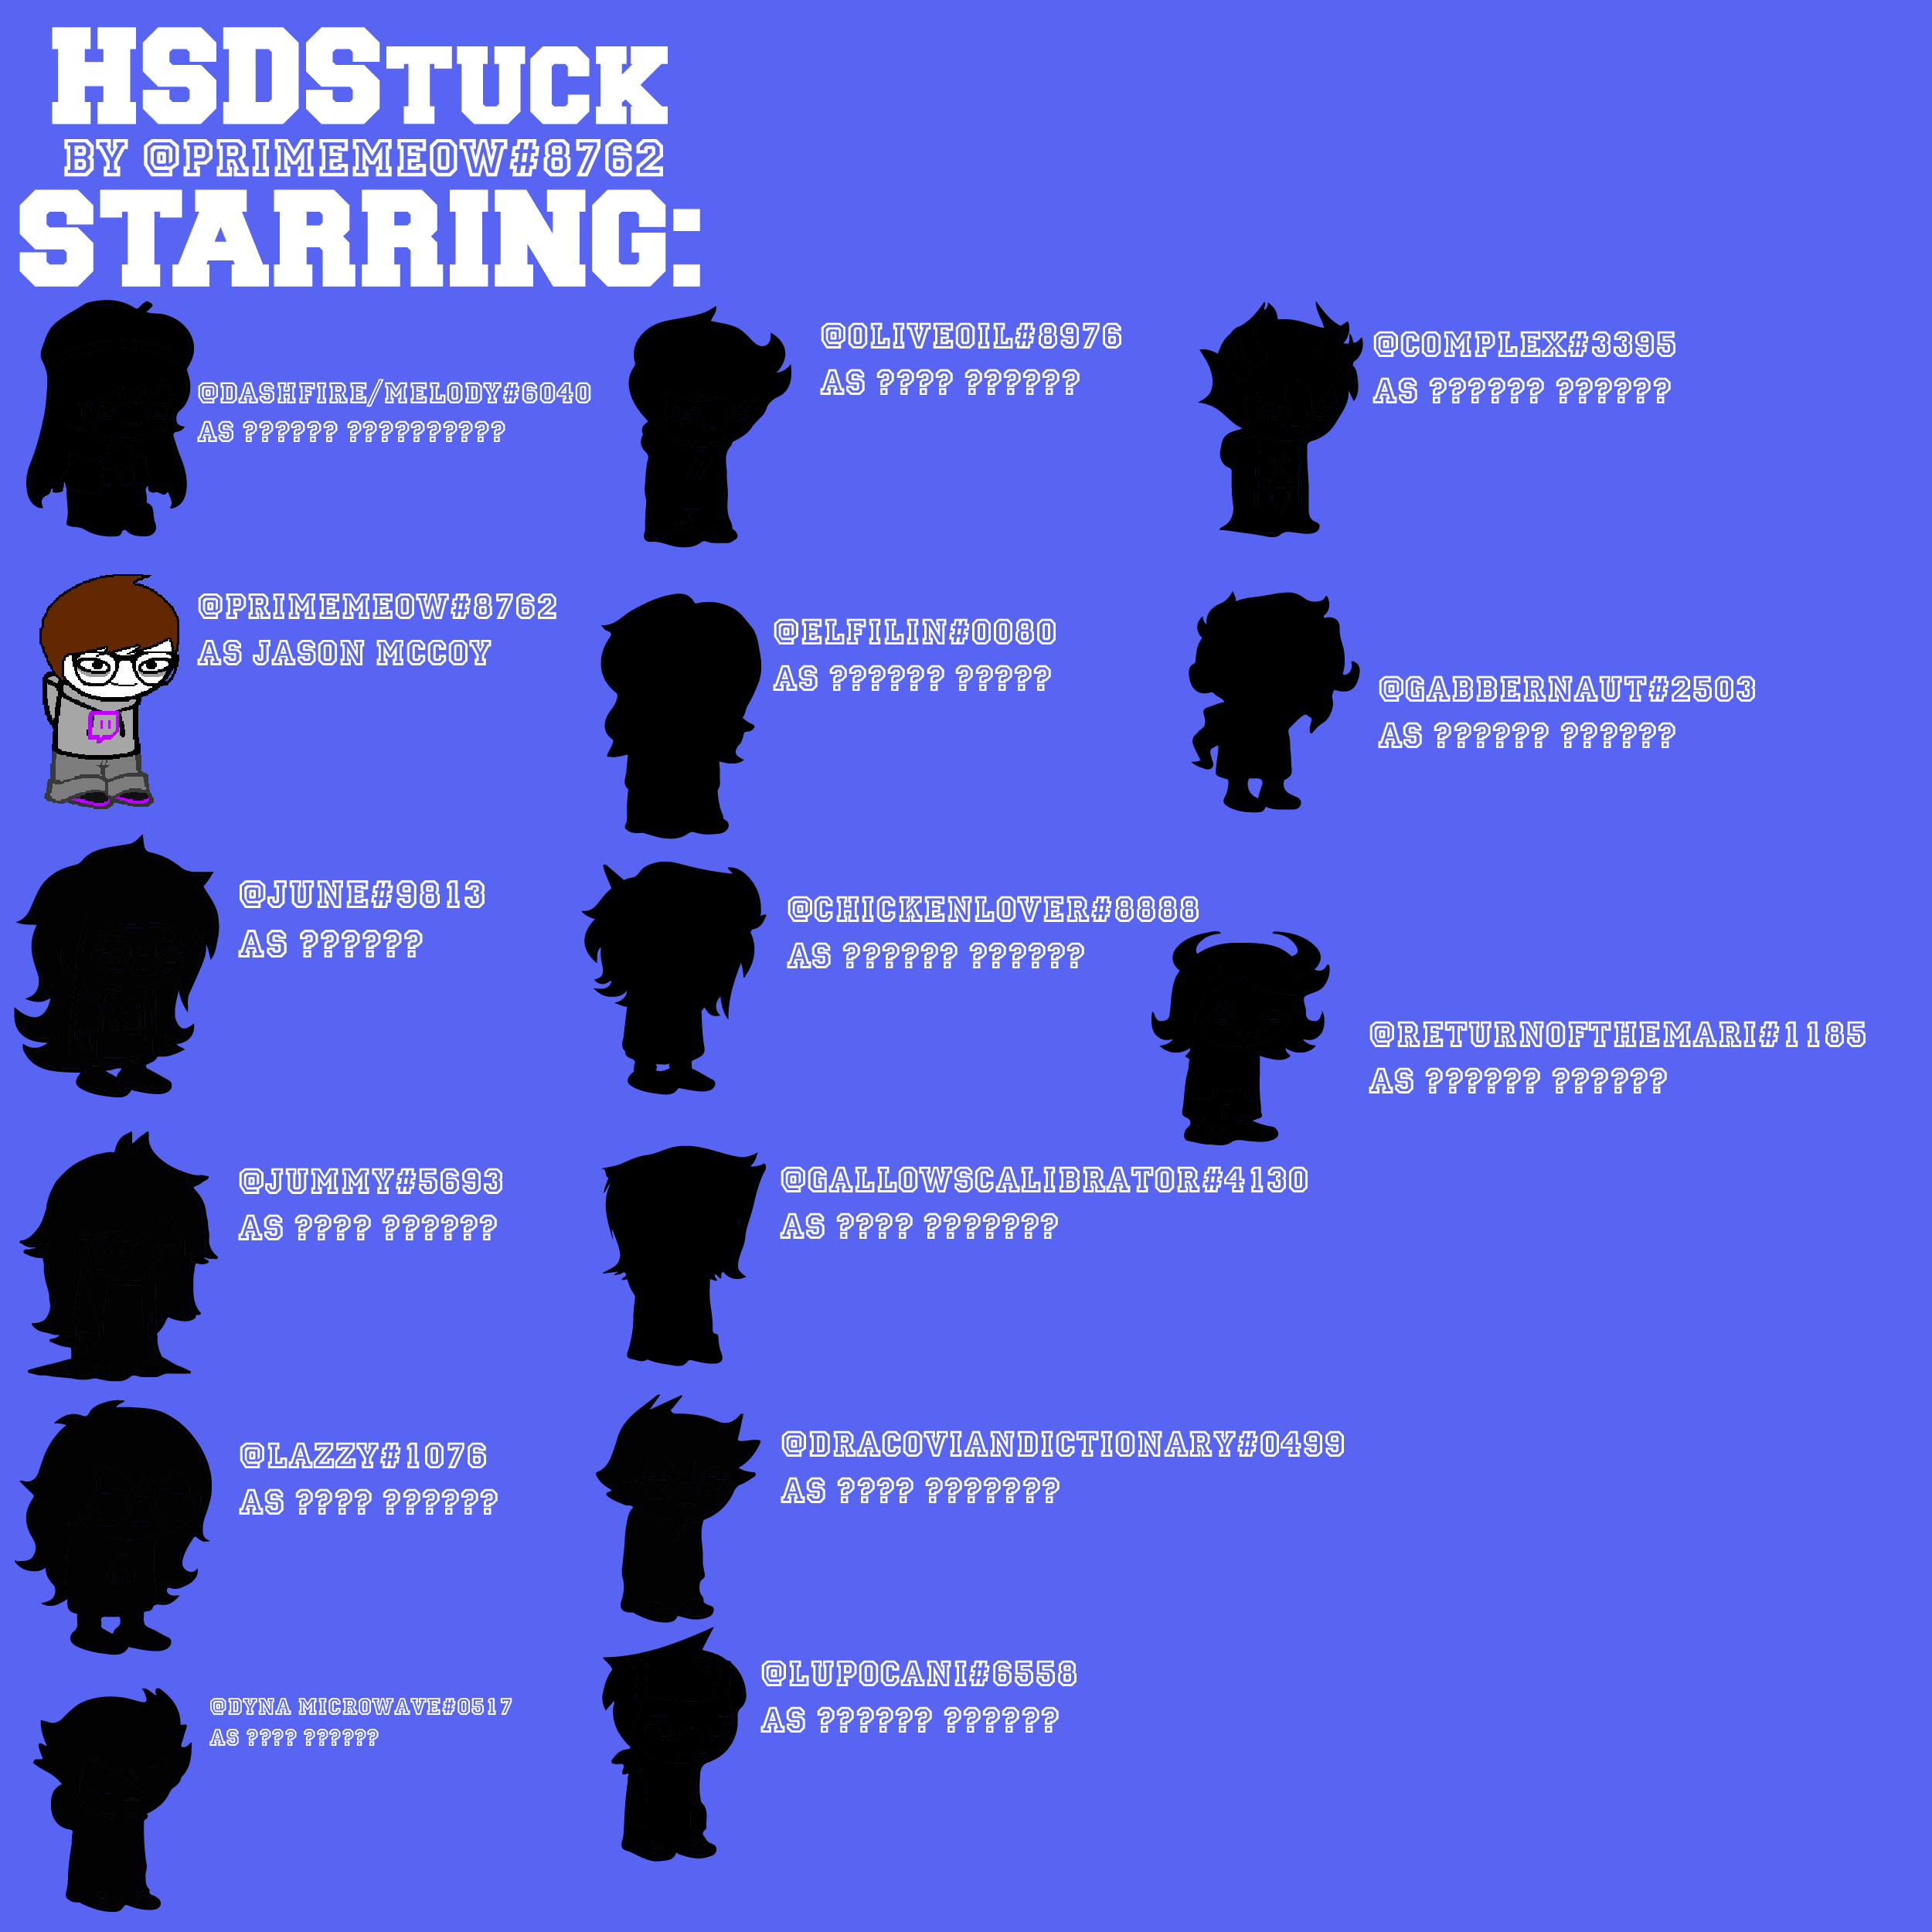 HSDSTUCK
BY @PRIMEMEOW#8762
STARRING:
@DASHFIRE/MELODY#6040
AS ?????? ??????????
@PRIMEMEOW#8762
AS JASON MCCOY
@JUNE#9813
AS ??????
@JUMMY#5693
AS ???? ??????
@LAZZY#1076
AS ???? ??????
@DYNA MICROWAVE#0517
AS ???? ??????
@OLIVEOIL#8976
AS ???? ??????
@ELFILIN#0080
AS ?????? ?????
@CHICKENLOVER#8888
AS ?????? ??????
@GALLOWSCALIBRATOR#4130
AS ???? ???????
@DRACOVIANDICTIONARY#0499
AS ???? ???????
@LUPOCANI#6558
AS ?????? ??????
@COMPLEX#3395
AS ?????? ??????
@GABBERNAUT#2503
AS ?????? ??????
@RETURNOFTHEMARI#1185
AS ?????? ??????